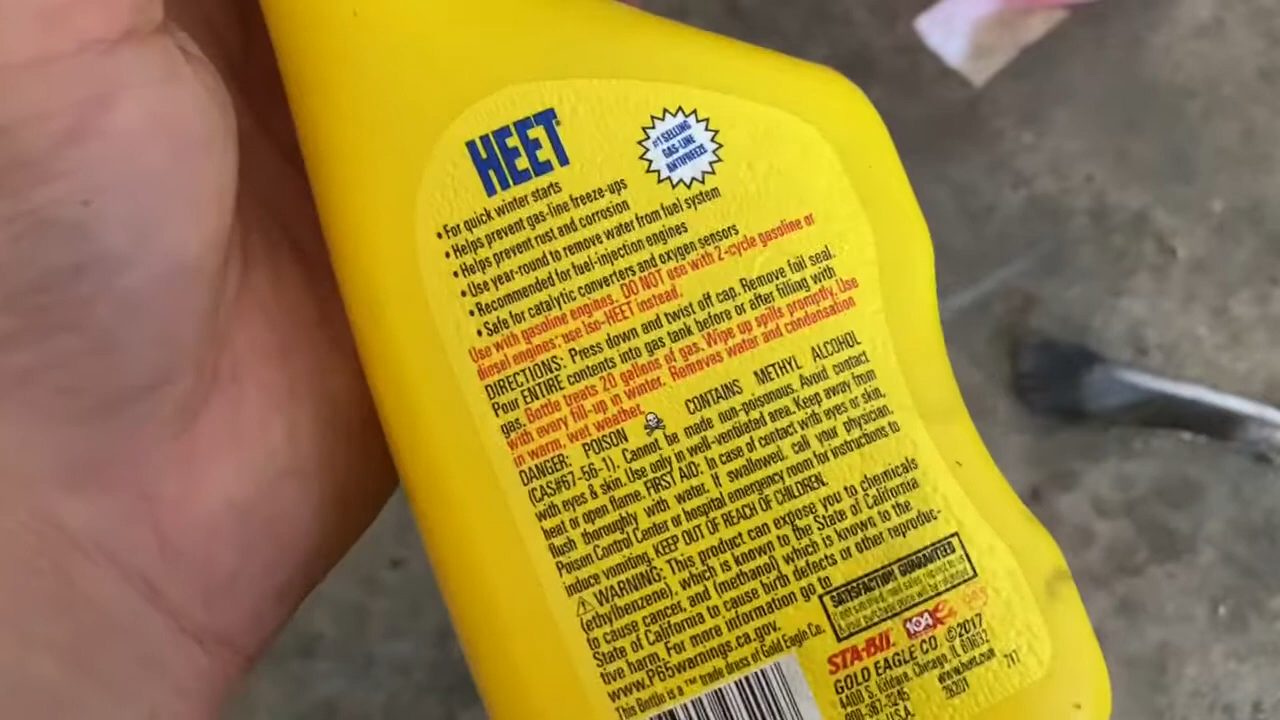 HEET®
#1 SELLING
GAS-LINE
ANTIFREEZE
• For quick winter starts
• Helps prevent gas-line freeze-ups
• Helps prevent rust and corrosion
• Use year-round to remove water from fuel system
• Recommended for fuel-injection engines
• Safe for catalytic converters and oxygen sensors
Use with gasoline engines. DO NOT use with 2-cycle gasoline or
diesel engines; use Iso-HEET instead.
DIRECTIONS: Press down and twist off cap. Remove foil seal.
Pour ENTIRE contents into gas tank before or after filling with
gas. Bottle treats 20 gallons of gas. Wipe up spills promptly. Use
with every fill-up in winter. Removes water and condensation
in warm, wet weather.
DANGER: POISON CONTAINS METHYL ALCOHOL
(CAS#67-56-1). Cannot be made non-poisonous. Avoid contact
with eyes & skin. Use only in well-ventilated area. Keep away from
heat or open flame. FIRST AID: In case of contact with eyes or skin,
flush thoroughly with water. If swallowed, call your physician,
Poison Control Center or hospital emergency room for instructions to
induce vomiting. KEEP OUT OF REACH OF CHILDREN.
⚠ WARNING: This product can expose you to chemicals
(ethylbenzene), which is known to the State of California
to cause cancer, and (methanol) which is known to the
State of California to cause birth defects or other reproduc-
tive harm. For more information go to
www.P65warnings.ca.gov.
This Bottle is a ™ trade dress of Gold Eagle Co.
SATISFACTION GUARANTEED
STA-BIL 104
GOLD EAGLE CO. ©2017
4400 S. Kildare, Chicago, IL 60632
800-367-3245 www.heet.com
U.S.A. 28201 717